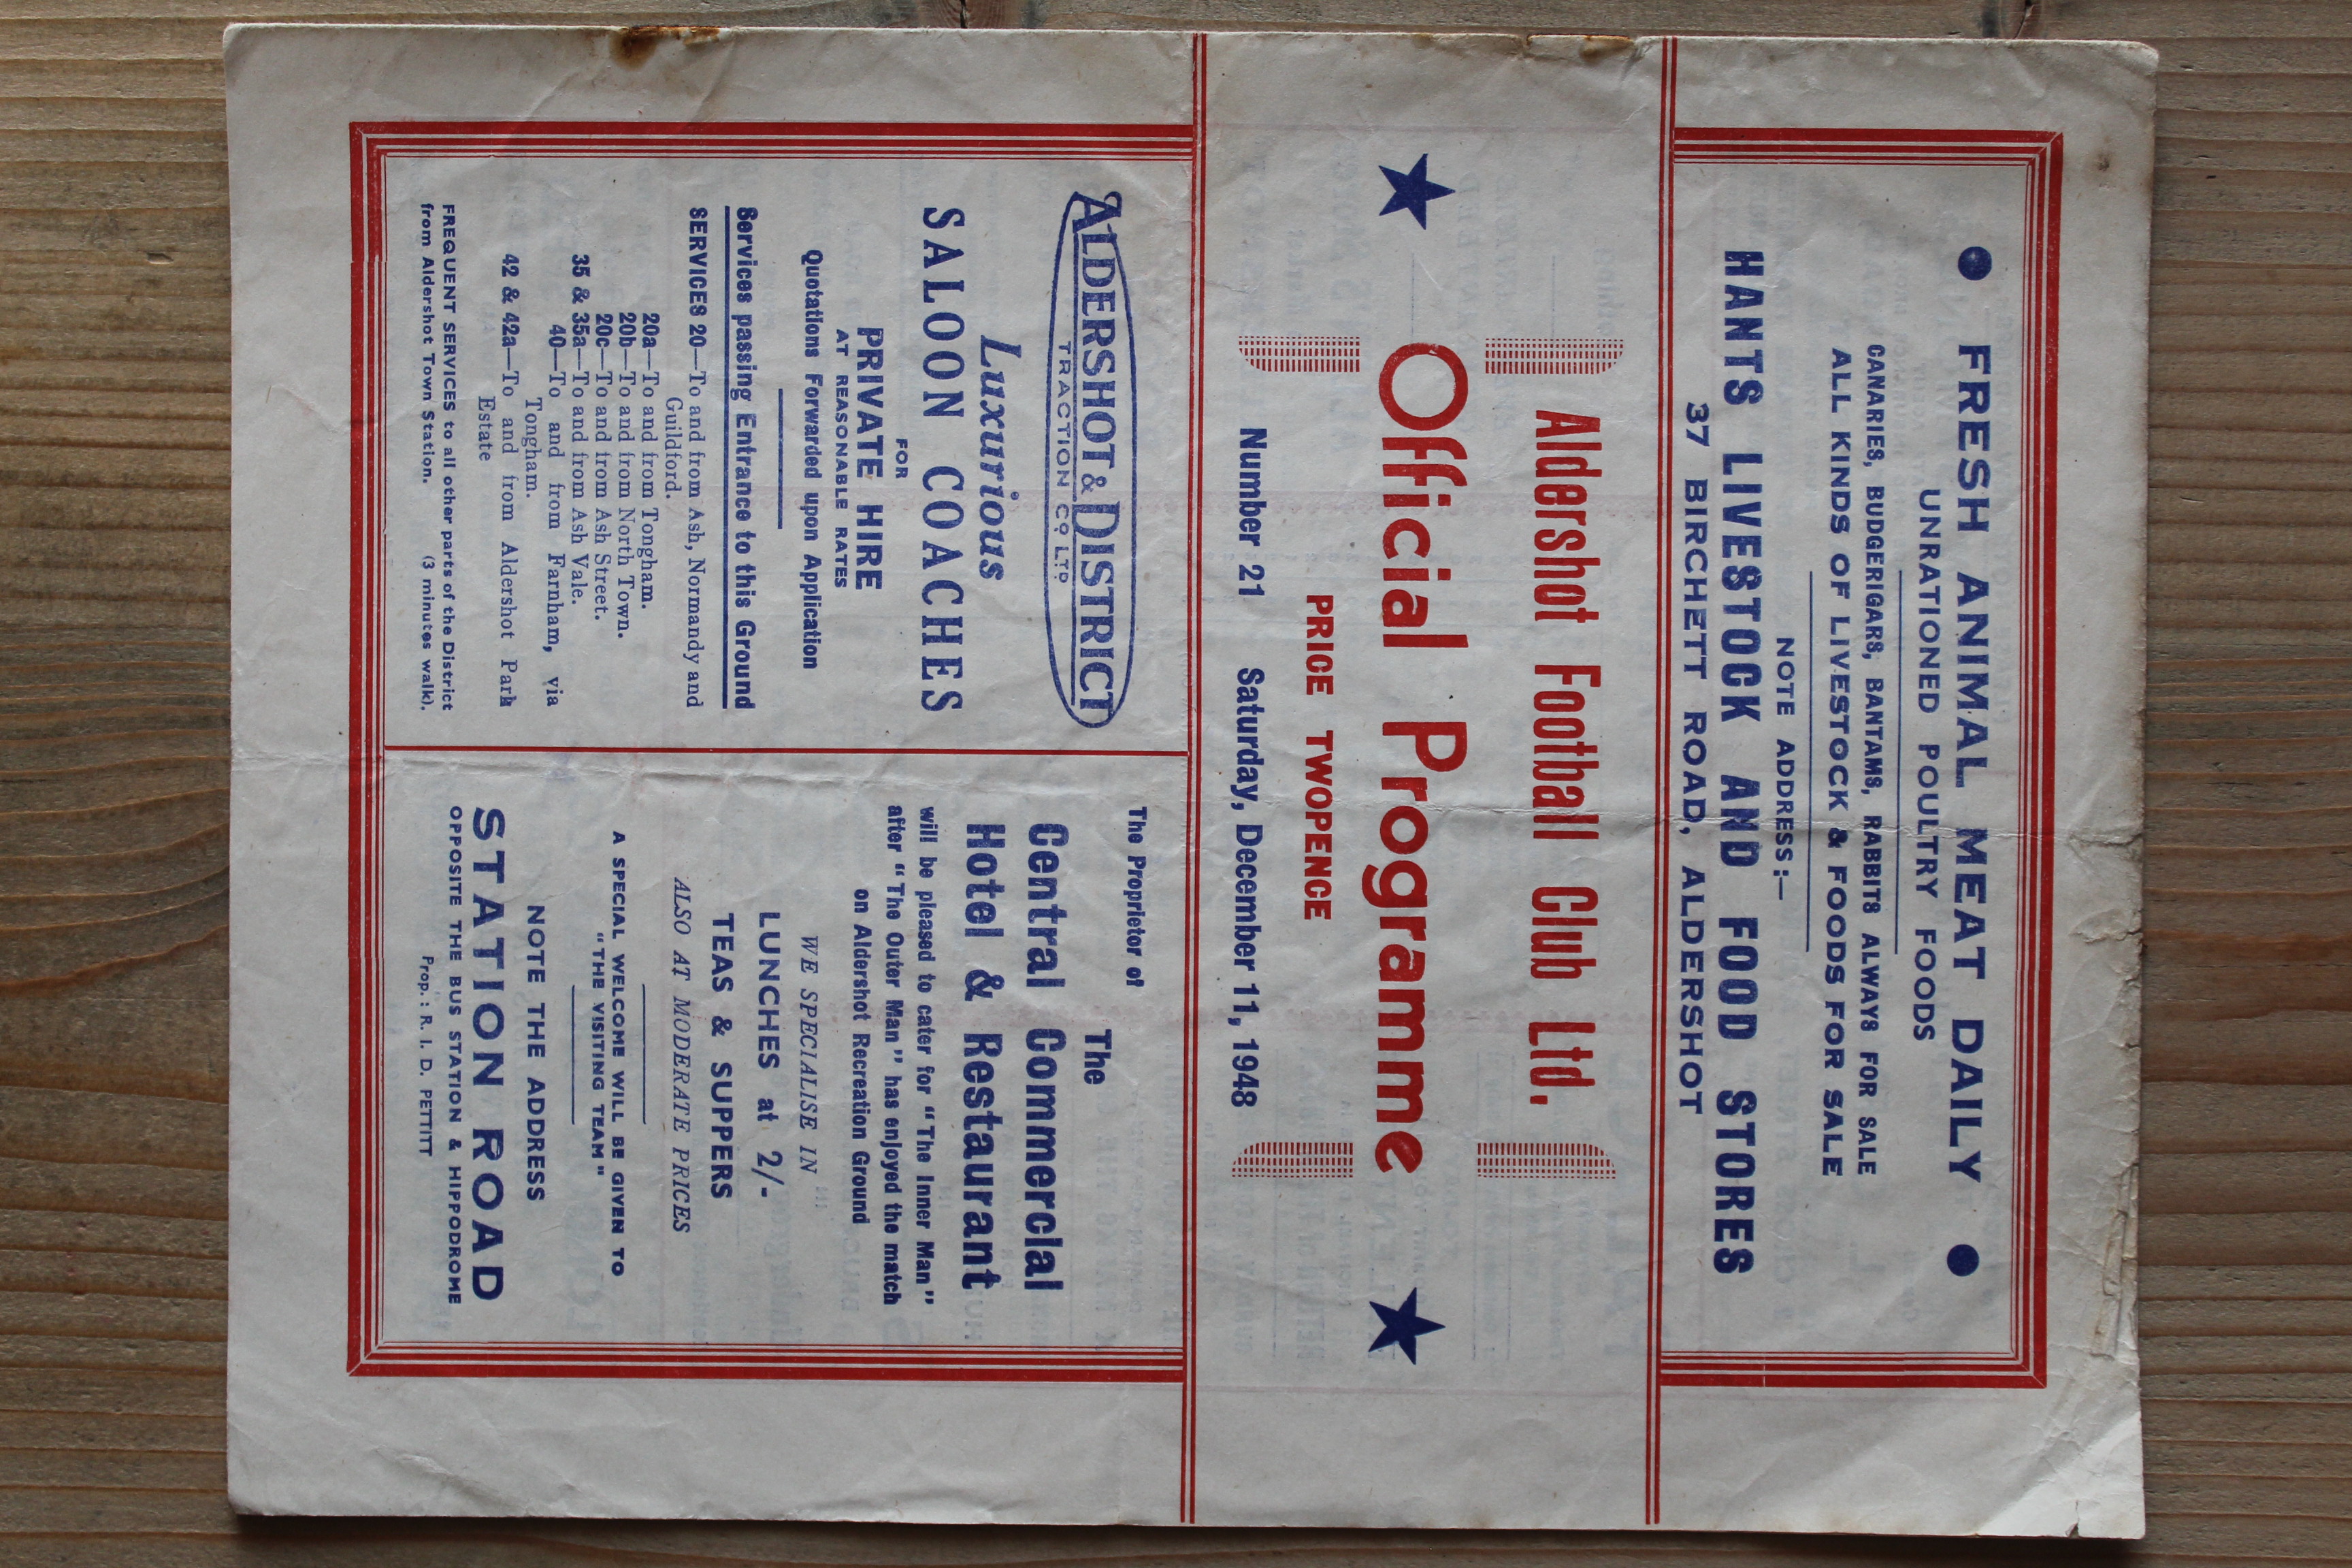 ● FRESH ANIMAL MEAT DAILY ●
UNRATIONED POULTRY FOODS
CANARIES, BUDGERIGARS, BANTAMS, RABBITS ALWAYS FOR SALE
ALL KINDS OF LIVESTOCK & FOODS FOR SALE
NOTE ADDRESS:—
HANTS LIVESTOCK AND FOOD STORES
37 BIRCHETT ROAD, ALDERSHOT
Aldershot Football Club Ltd.
Official Programme
PRICE TWOPENCE
Number 21 Saturday, December 11, 1948
ALDERSHOT & DISTRICT
TRACTION CO LTD
Luxurious
SALOON COACHES
FOR
PRIVATE HIRE
AT REASONABLE RATES
Quotations Forwarded upon Application
Services passing Entrance to this Ground
SERVICES 20—To and from Ash, Normandy and
Guildford.
20a—To and from Tongham.
20b—To and from North Town.
20c—To and from Ash Street.
35 & 35a—To and from Ash Vale.
40—To and from Farnham, via
Tongham.
42 & 42a—To and from Aldershot Park
Estate
FREQUENT SERVICES to all other parts of the District
from Aldershot Town Station. (3 minutes walk).
The Proprietor of
The
Central Commercial
Hotel & Restaurant
will be pleased to cater for "The Inner Man"
after "The Outer Man" has enjoyed the match
on Aldershot Recreation Ground
WE SPECIALISE IN
LUNCHES at 2/-
TEAS & SUPPERS
ALSO AT MODERATE PRICES
A SPECIAL WELCOME WILL BE GIVEN TO
"THE VISITING TEAM"
NOTE THE ADDRESS
STATION ROAD
OPPOSITE THE BUS STATION & HIPPODROME
Prop.: R. I. D. PETTITT